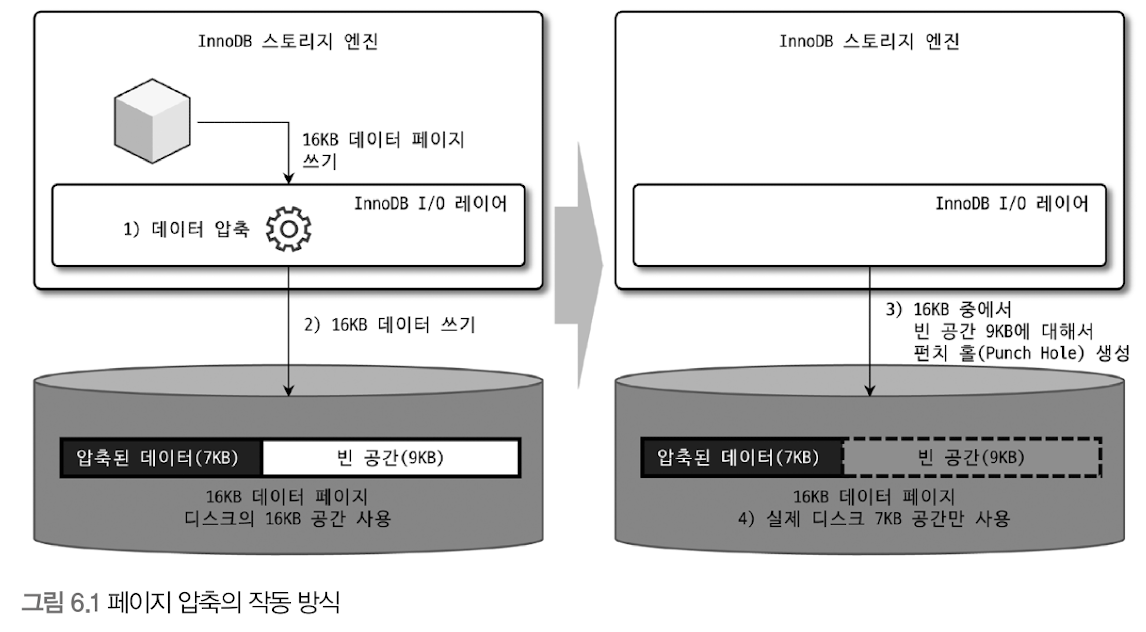 InnoDB 스토리지 엔진
16KB 데이터 페이지
쓰기
InnoDB I/O 레이어
1) 데이터 압축
2) 16KB 데이터 쓰기
압축된 데이터(7KB)
빈 공간(9KB)
16KB 데이터 페이지
디스크의 16KB 공간 사용
InnoDB 스토리지 엔진
InnoDB I/O 레이어
3) 16KB 중에서
빈 공간 9KB에 대해서
펀치 홀(Punch Hole) 생성
압축된 데이터(7KB)
빈 공간(9KB)
16KB 데이터 페이지
4) 실제 디스크 7KB 공간만 사용
그림 6.1 페이지 압축의 작동 방식